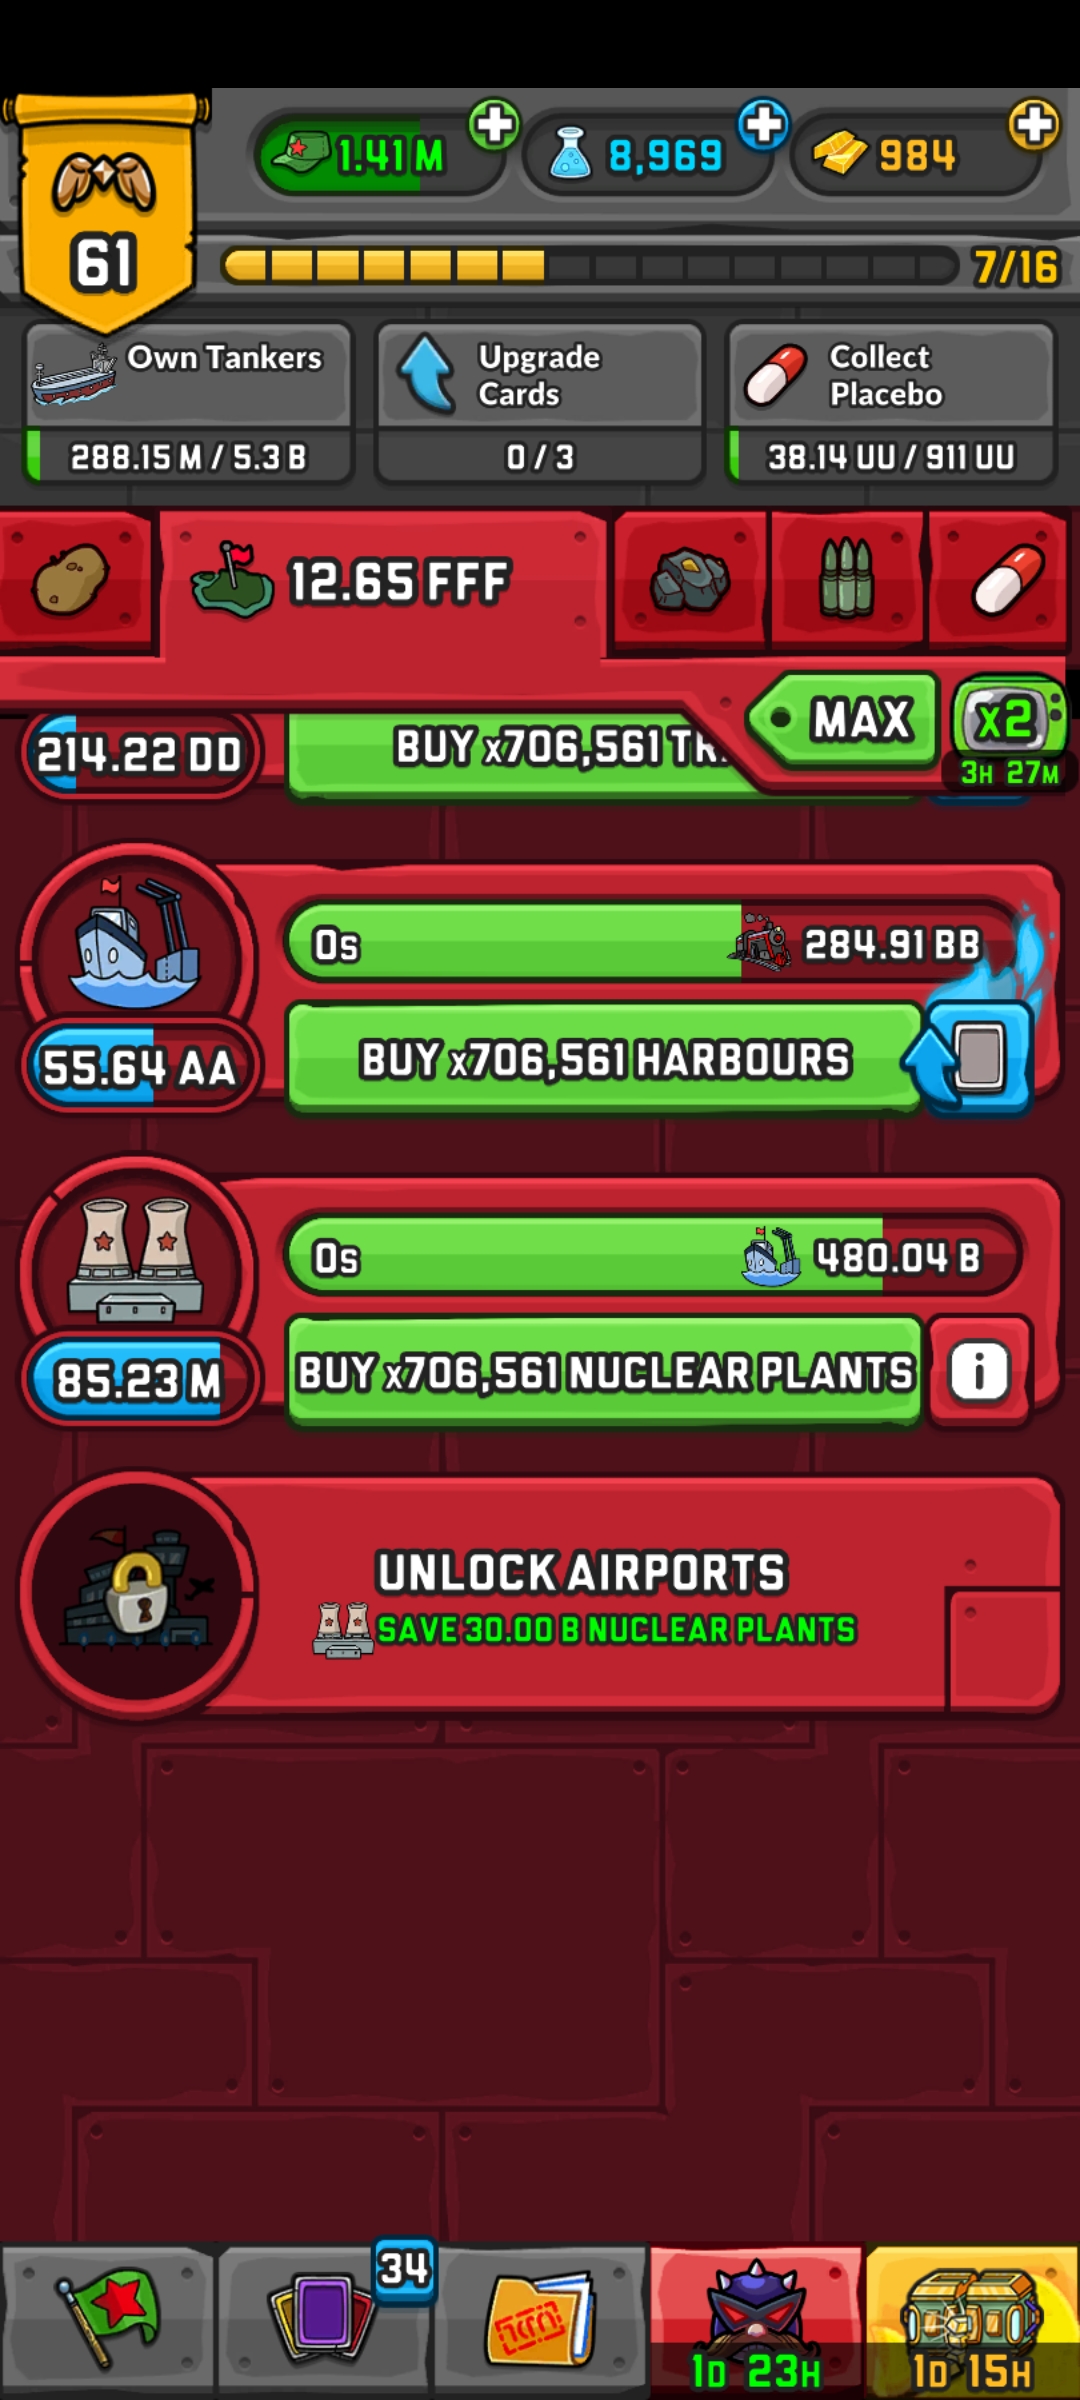 1.41 M
8,969
984
61
7/16
Own Tankers
288.15 M / 5.3 B
Upgrade
Cards
0 / 3
Collect
Placebo
38.14 UU / 911 UU
12.65 FFF
MAX
x2
3H 27M
214.22 DD
BUY x706,561 TR
0s
284.91 BB
55.64 AA
BUY x706,561 HARBOURS
0s
480.04 B
85.23 M
BUY x706,561 NUCLEAR PLANTS
i
UNLOCK AIRPORTS
SAVE 30.00 B NUCLEAR PLANTS
34
1D 23H
1D 15H